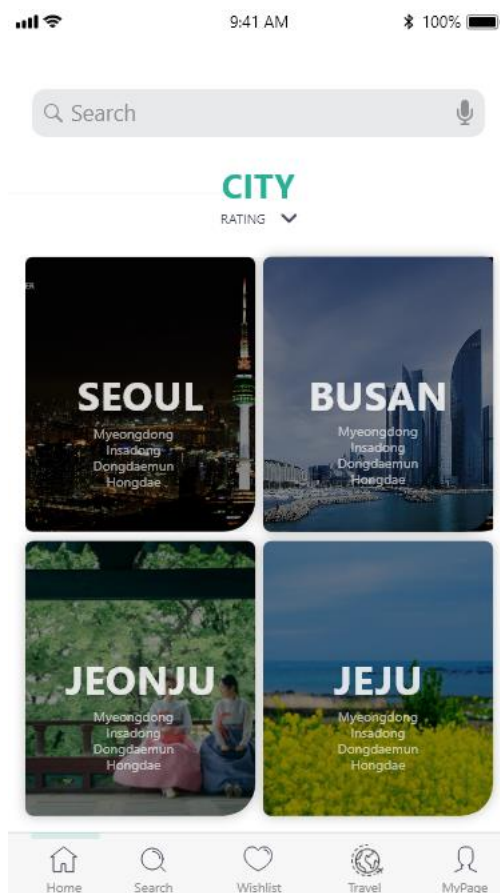 9:41 AM
100%
Search
CITY
RATING
SEOUL
Myeongdong
Insadong
Dongdaemun
Hongdae
BUSAN
Myeongdong
Insadong
Dongdaemun
Hongdae
JEONJU
Myeongdong
Insadong
Dongdaemun
Hongdae
JEJU
Myeongdong
Insadong
Dongdaemun
Hongdae
Home
Search
Wishlist
Travel
MyPage